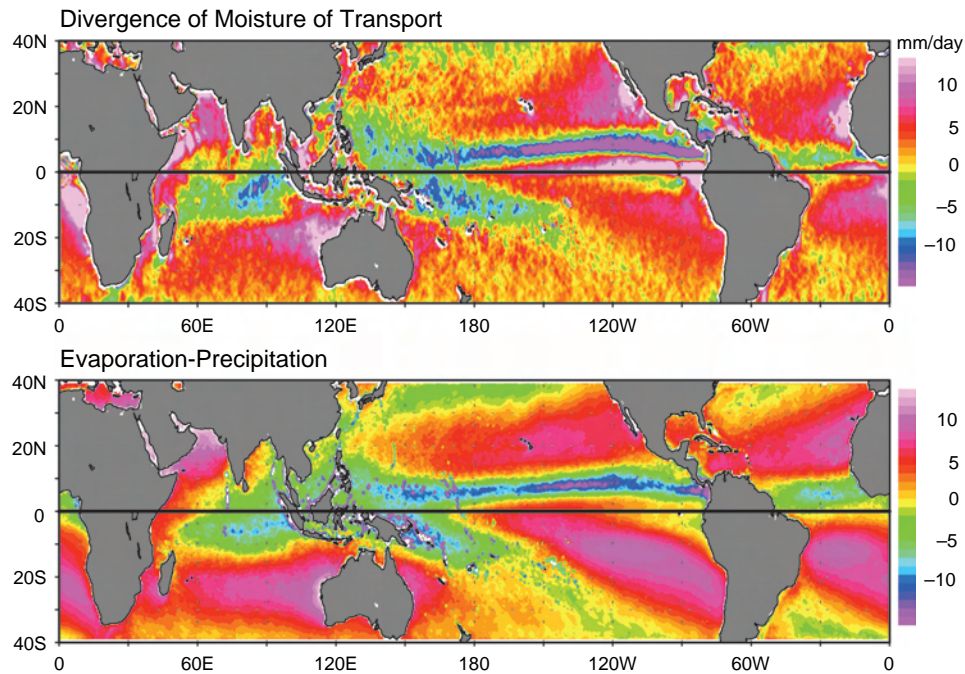 Divergence of Moisture of Transport
mm/day
40N
20N
0
20S
40S
10
5
0
−5
−10
0 60E 120E 180 120W 60W 0
Evaporation-Precipitation
40N
20N
0
20S
40S
10
5
0
−5
−10
0 60E 120E 180 120W 60W 0